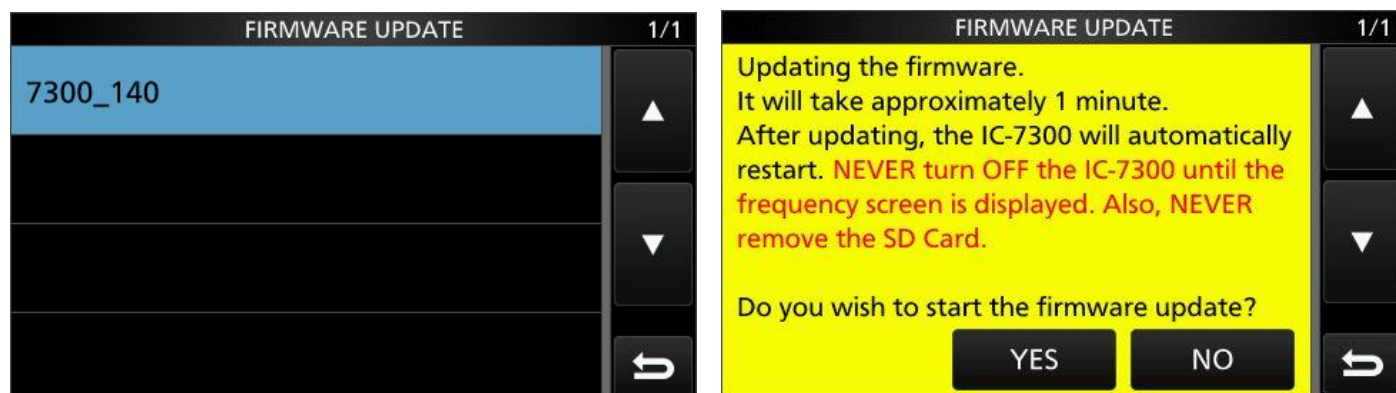 FIRMWARE UPDATE 1/1
7300_140
FIRMWARE UPDATE 1/1
Updating the firmware.
It will take approximately 1 minute.
After updating, the IC-7300 will automatically
restart. NEVER turn OFF the IC-7300 until the
frequency screen is displayed. Also, NEVER
remove the SD Card.
Do you wish to start the firmware update?
YES NO